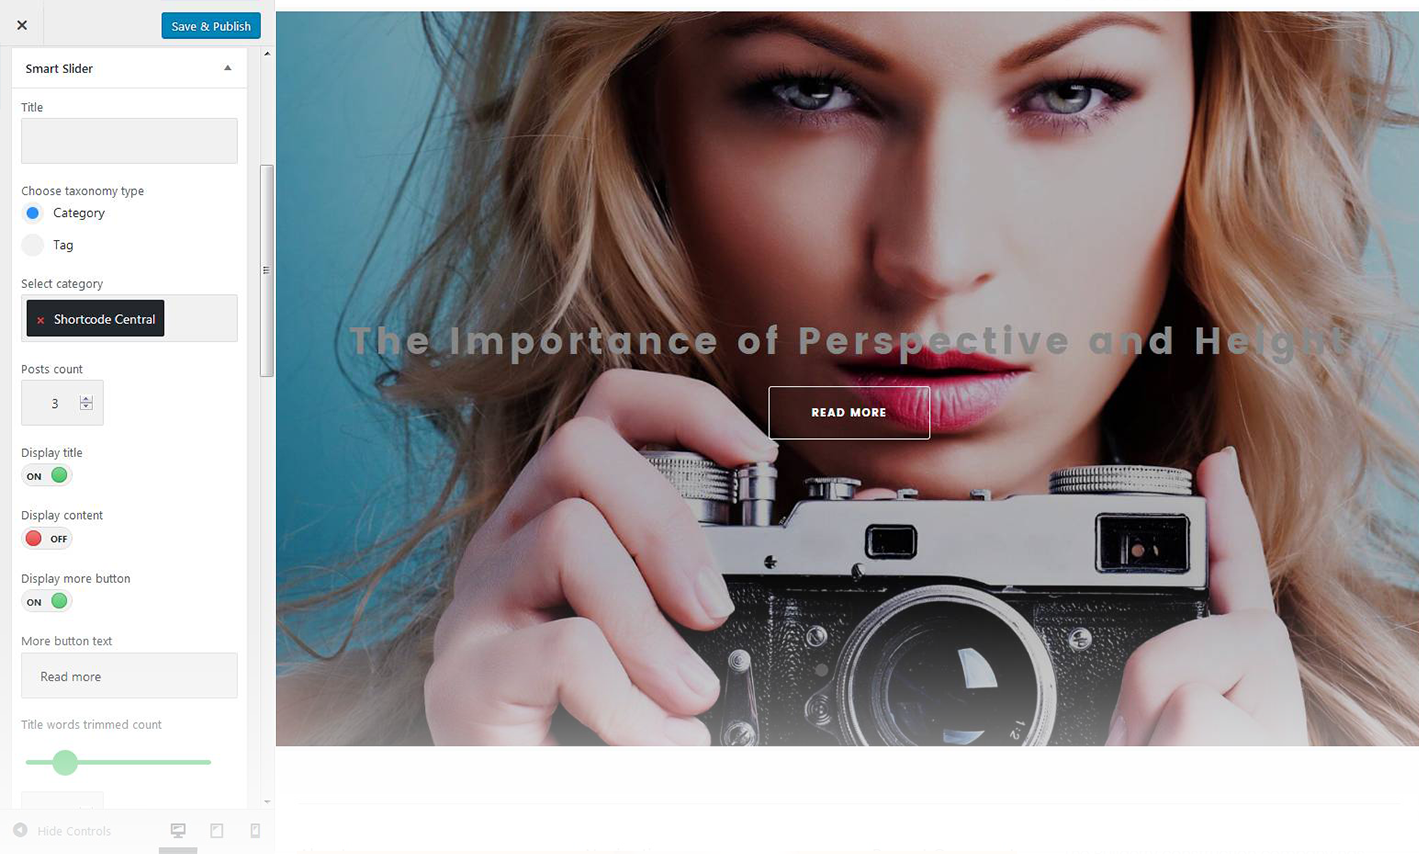 Save & Publish
Smart Slider
Title
Choose taxonomy type
Category
Tag
Select category
× Shortcode Central
Posts count
3
Display title
ON
Display content
OFF
Display more button
ON
More button text
Read more
Title words trimmed count
Hide Controls
The Importance of Perspective and Height
READ MORE
1:2